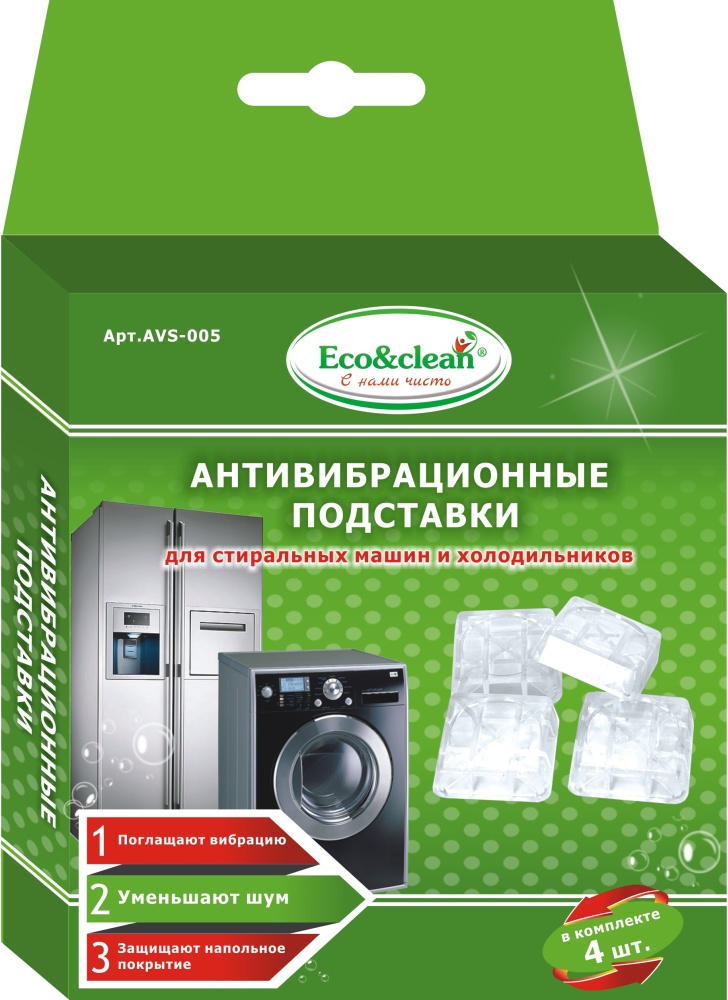 Арт.AVS-005
Eco&clean®
С нами чисто
АНТИВИБРАЦИОННЫЕ
ПОДСТАВКИ
для стиральных машин и холодильников
АНТИВИБРАЦИОННЫЕ
ПОДСТАВКИ
1 Поглащают вибрацию
2 Уменьшают шум
3 Защищают напольное
покрытие
в комплекте
4 шт.